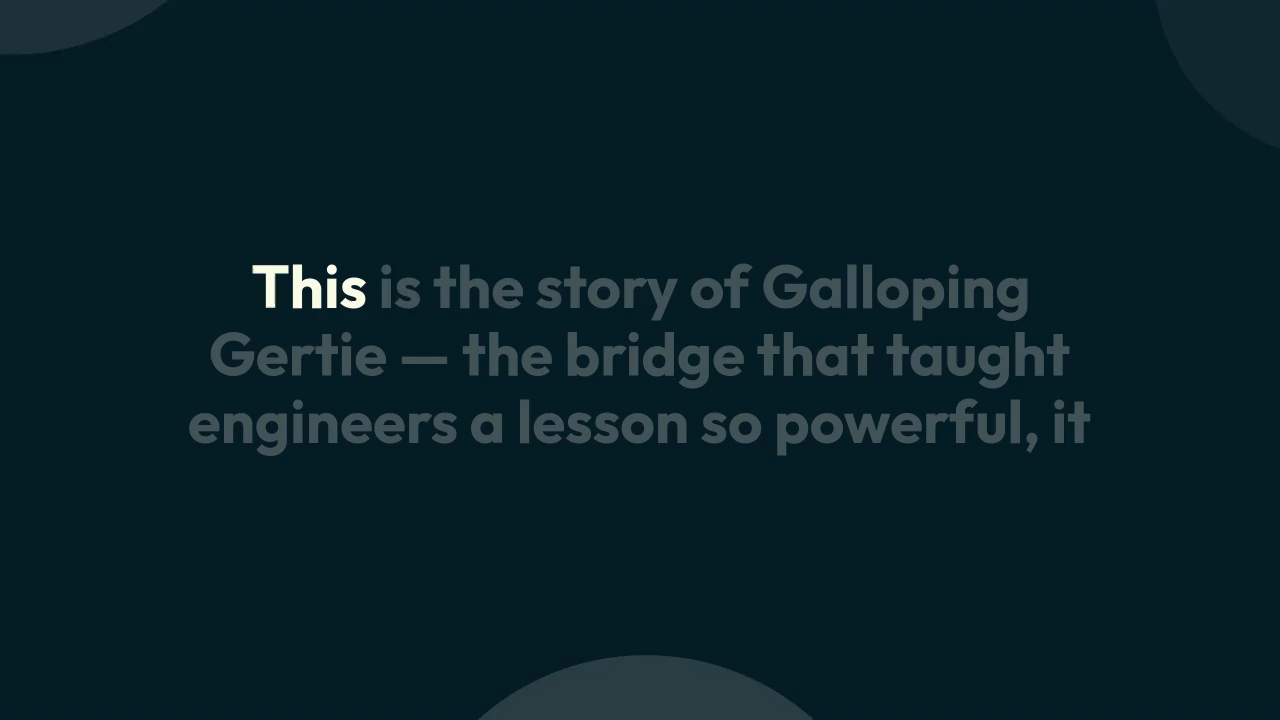 This is the story of Galloping
Gertie — the bridge that taught
engineers a lesson so powerful, it